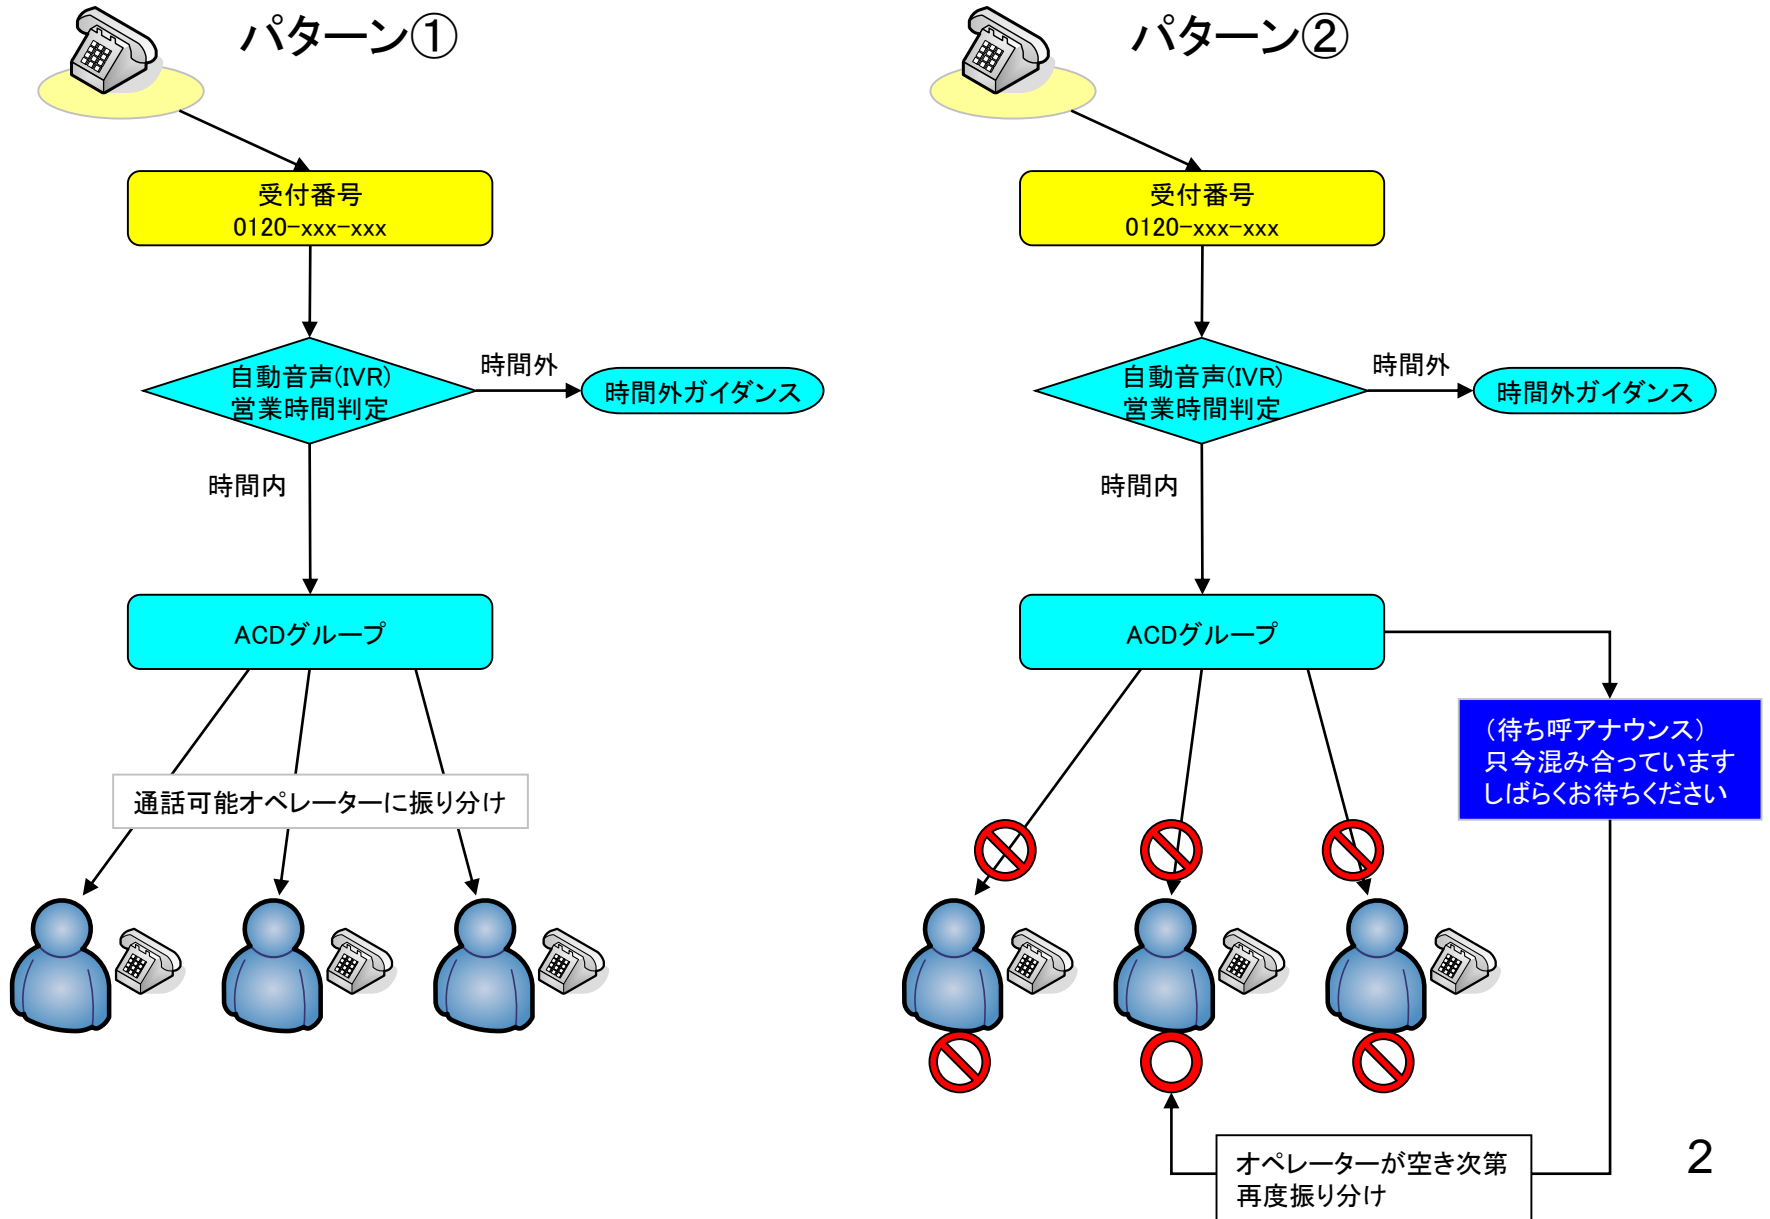 パターン①
受付番号
0120-xxx-xxx
自動音声(IVR)
営業時間判定
時間外
時間外ガイダンス
時間内
ACDグループ
通話可能オペレーターに振り分け
パターン②
受付番号
0120-xxx-xxx
自動音声(IVR)
営業時間判定
時間外
時間外ガイダンス
時間内
ACDグループ
(待ち呼アナウンス)
只今混み合っています
しばらくお待ちください
オペレーターが空き次第
再度振り分け
2